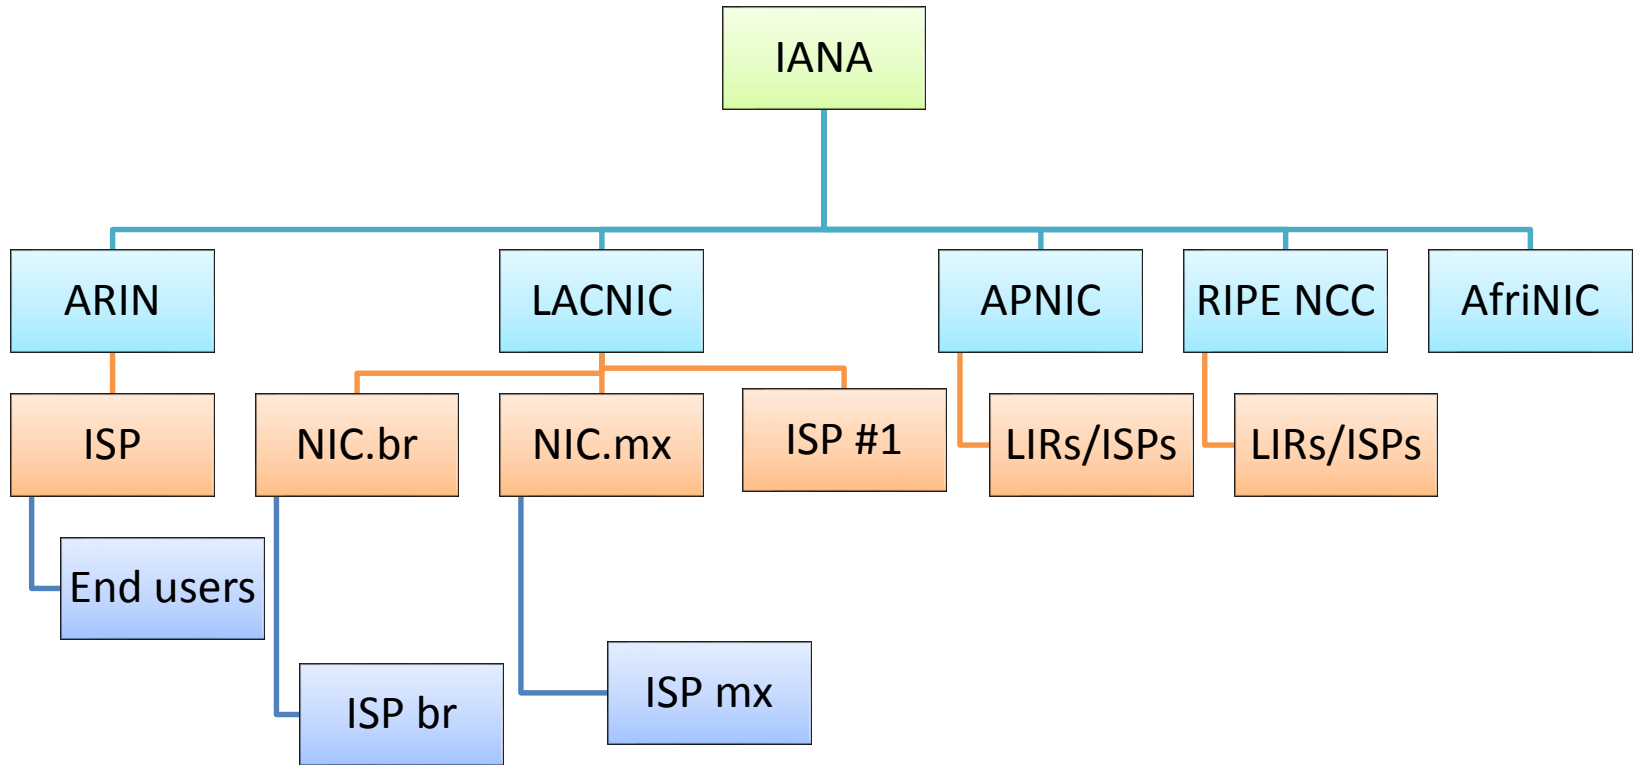 IANA
ARIN
LACNIC
APNIC
RIPE NCC
AfriNIC
ISP
NIC.br
NIC.mx
ISP #1
LIRs/ISPs
LIRs/ISPs
End users
ISP br
ISP mx